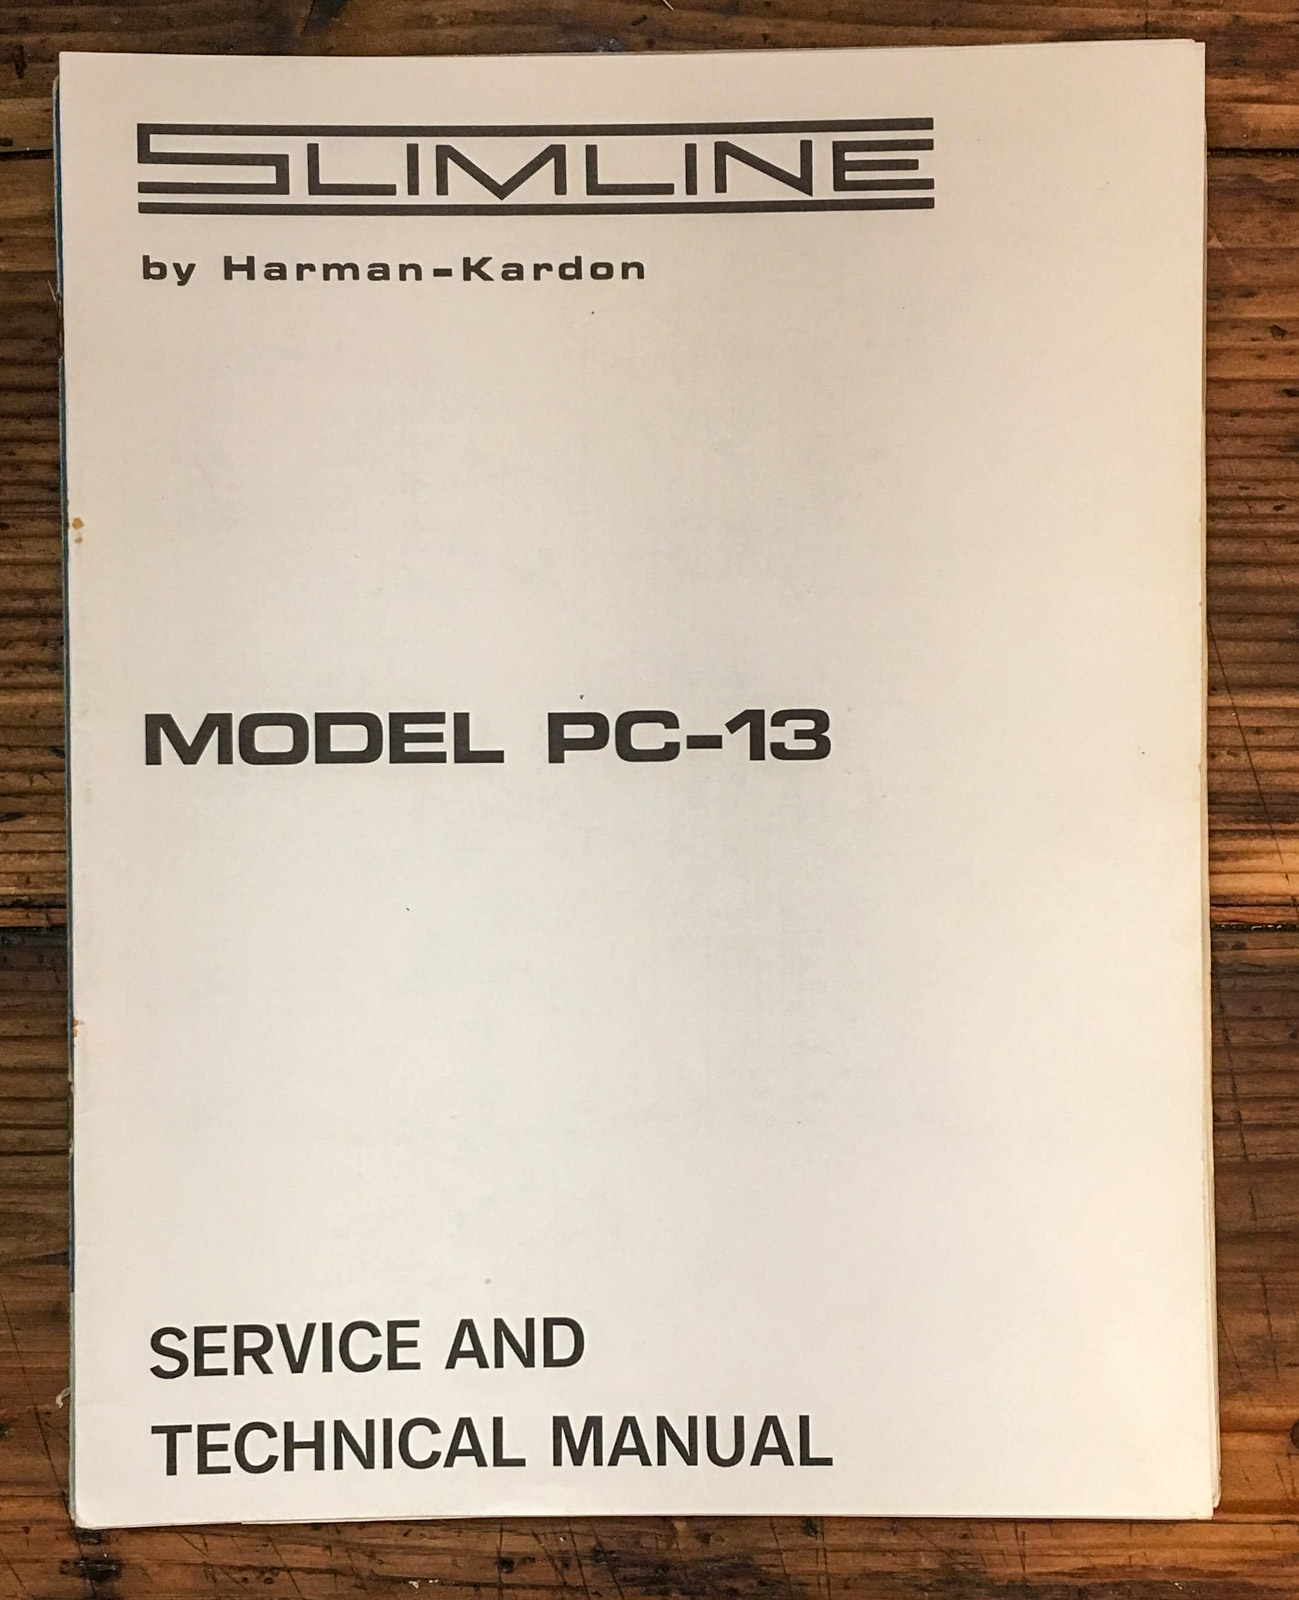 SLIMLINE
by Harman-Kardon
MODEL PC-13
SERVICE AND
TECHNICAL MANUAL